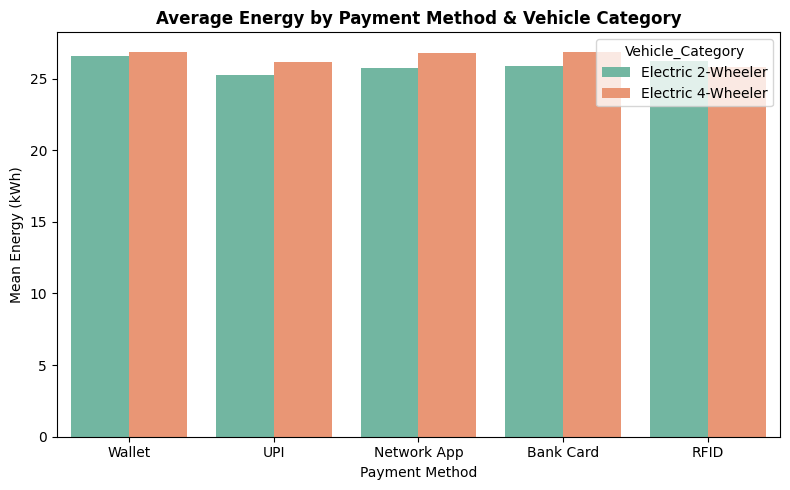 Average Energy by Payment Method & Vehicle Category
Mean Energy (kWh)
25
20
15
10
5
0
Vehicle_Category
Electric 2-Wheeler
Electric 4-Wheeler
Wallet
UPI
Network App
Bank Card
RFID
Payment Method